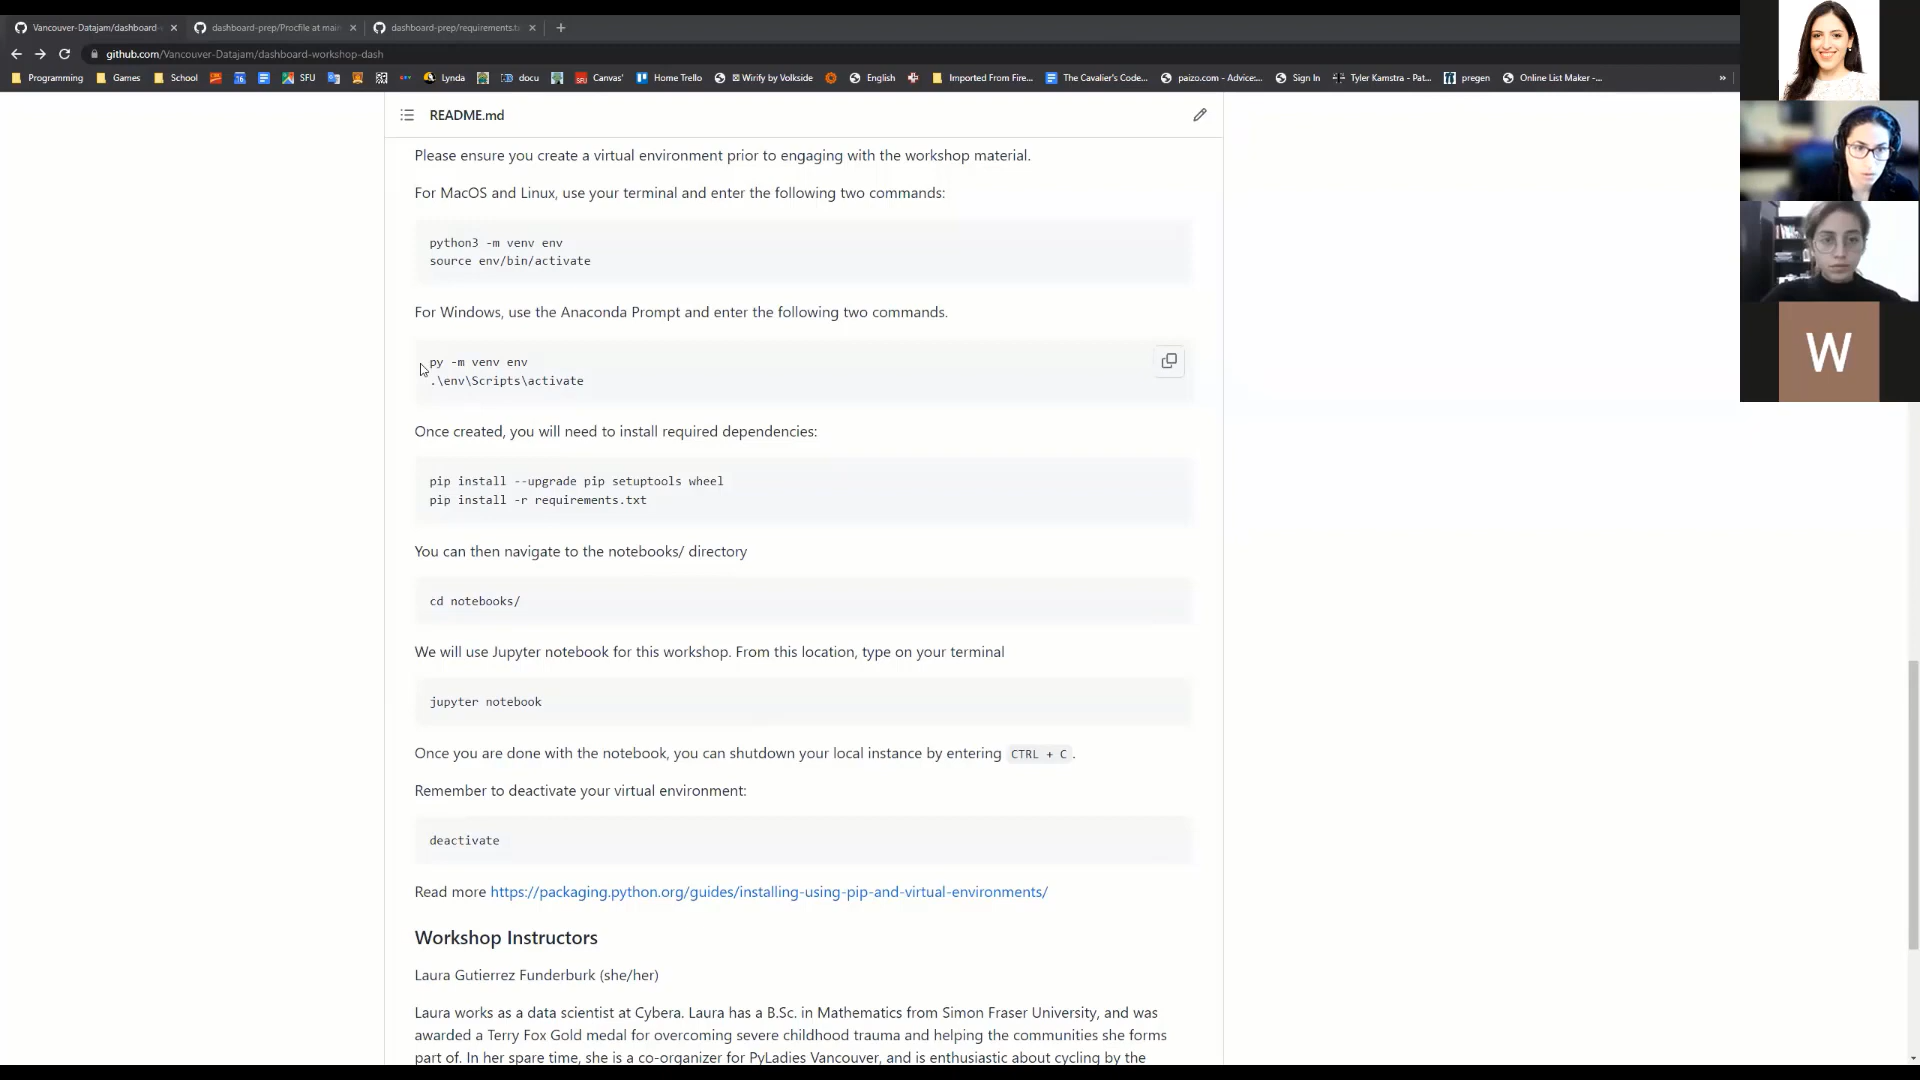 Vancouver-Datajam/dashboard-
dashboard-prep/Procfile at mai
dashboard-prep/requirements.t
github.com/Vancouver-Datajam/dashboard-workshop-dash
Programming Games School SFU Lynda docu Canvas' Home Trello Wirify by Volkside English Imported From Fire... The Cavalier's Code... paizo.com - Advice:... Sign In Tyler Kamstra - Pat... pregen Online List Maker -... »
README.md
Please ensure you create a virtual environment prior to engaging with the workshop material.
For MacOS and Linux, use your terminal and enter the following two commands:
python3 -m venv env
source env/bin/activate
For Windows, use the Anaconda Prompt and enter the following two commands.
py -m venv env
.\env\Scripts\activate
Once created, you will need to install required dependencies:
pip install --upgrade pip setuptools wheel
pip install -r requirements.txt
You can then navigate to the notebooks/ directory
cd notebooks/
We will use Jupyter notebook for this workshop. From this location, type on your terminal
jupyter notebook
Once you are done with the notebook, you can shutdown your local instance by entering CTRL + C.
Remember to deactivate your virtual environment:
deactivate
Read more https://packaging.python.org/guides/installing-using-pip-and-virtual-environments/
Workshop Instructors
Laura Gutierrez Funderburk (she/her)
Laura works as a data scientist at Cybera. Laura has a B.Sc. in Mathematics from Simon Fraser University, and was
awarded a Terry Fox Gold medal for overcoming severe childhood trauma and helping the communities she forms
part of. In her spare time, she is a co-organizer for PyLadies Vancouver, and is enthusiastic about cycling by the
W